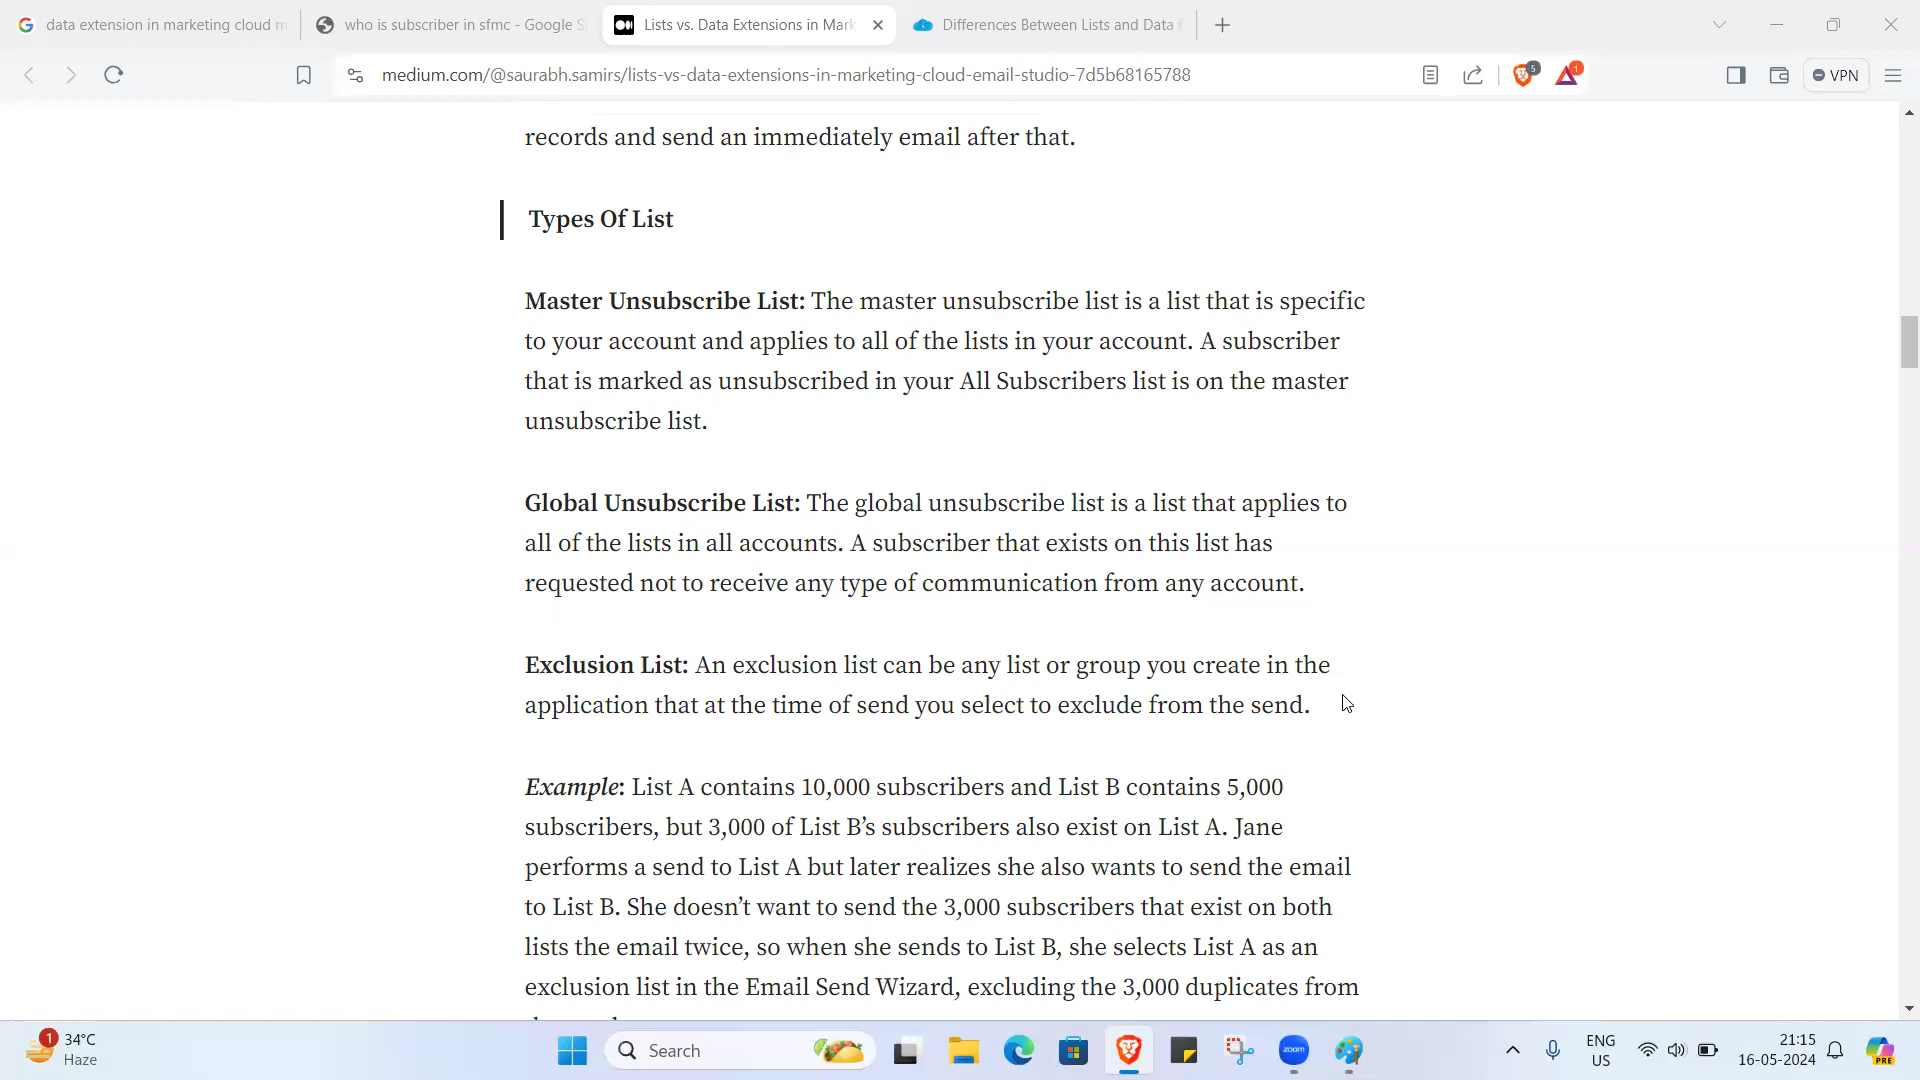 data extension in marketing cloud m
who is subscriber in sfmc - Google S
Lists vs. Data Extensions in Mark
Differences Between Lists and Data
medium.com/@saurabh.samirs/lists-vs-data-extensions-in-marketing-cloud-email-studio-7d5b68165788
5
1
VPN
records and send an immediately email after that.
Types Of List
Master Unsubscribe List: The master unsubscribe list is a list that is specific
to your account and applies to all of the lists in your account. A subscriber
that is marked as unsubscribed in your All Subscribers list is on the master
unsubscribe list.
Global Unsubscribe List: The global unsubscribe list is a list that applies to
all of the lists in all accounts. A subscriber that exists on this list has
requested not to receive any type of communication from any account.
Exclusion List: An exclusion list can be any list or group you create in the
application that at the time of send you select to exclude from the send.
Example: List A contains 10,000 subscribers and List B contains 5,000
subscribers, but 3,000 of List B’s subscribers also exist on List A. Jane
performs a send to List A but later realizes she also wants to send the email
to List B. She doesn’t want to send the 3,000 subscribers that exist on both
lists the email twice, so when she sends to List B, she selects List A as an
exclusion list in the Email Send Wizard, excluding the 3,000 duplicates from
1
34°C
Haze
Search
zoom
ENG
US
21:15
16-05-2024
PRE